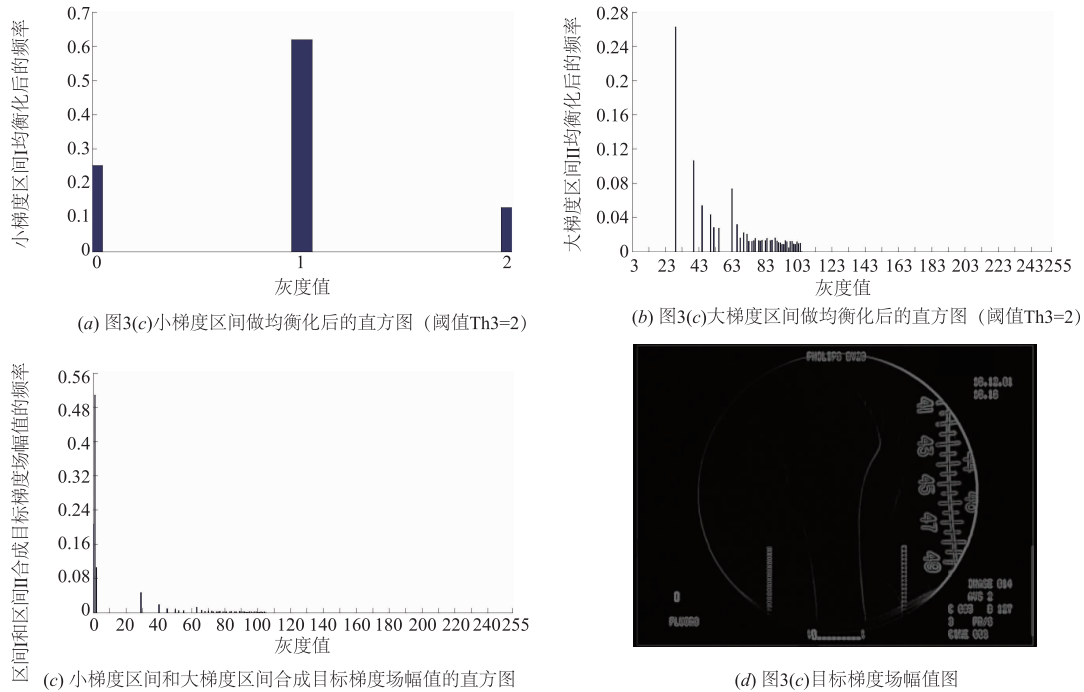 小梯度区间I均衡化后的频率
0.7
0.6
0.5
0.4
0.3
0.2
0.1
0
0 1 2
灰度值
(a) 图3(c)小梯度区间做均衡化后的直方图（阈值Th3=2）
大梯度区间II均衡化后的频率
0.28
0.24
0.2
0.16
0.12
0.08
0.04
0
3 23 43 63 83 103 123 143 163 183 203 223 243 255
灰度值
(b) 图3(c)大梯度区间做均衡化后的直方图（阈值Th3=2）
区间I和区间II合成目标梯度场幅值的频率
0.56
0.48
0.4
0.32
0.24
0.16
0.08
0
0 20 40 60 80 100 120 140 160 180 200 220 240 255
灰度值
(c) 小梯度区间和大梯度区间合成目标梯度场幅值的直方图
41
43
45
47
AVS 2
(d) 图3(c)目标梯度场幅值图